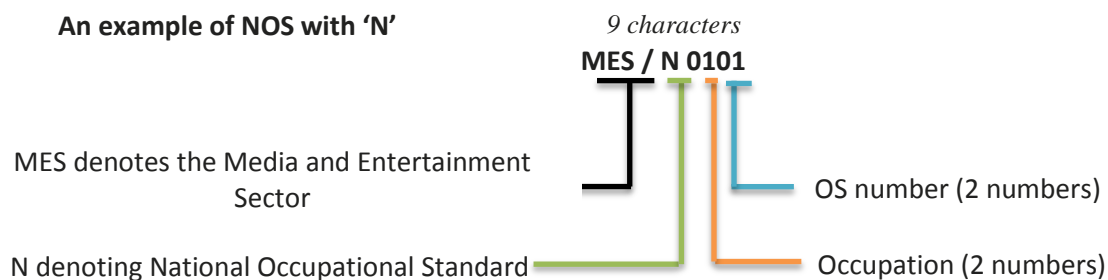 An example of NOS with ‘N’
9 characters
MES / N 0101
MES denotes the Media and Entertainment
Sector
OS number (2 numbers)
N denoting National Occupational Standard
Occupation (2 numbers)